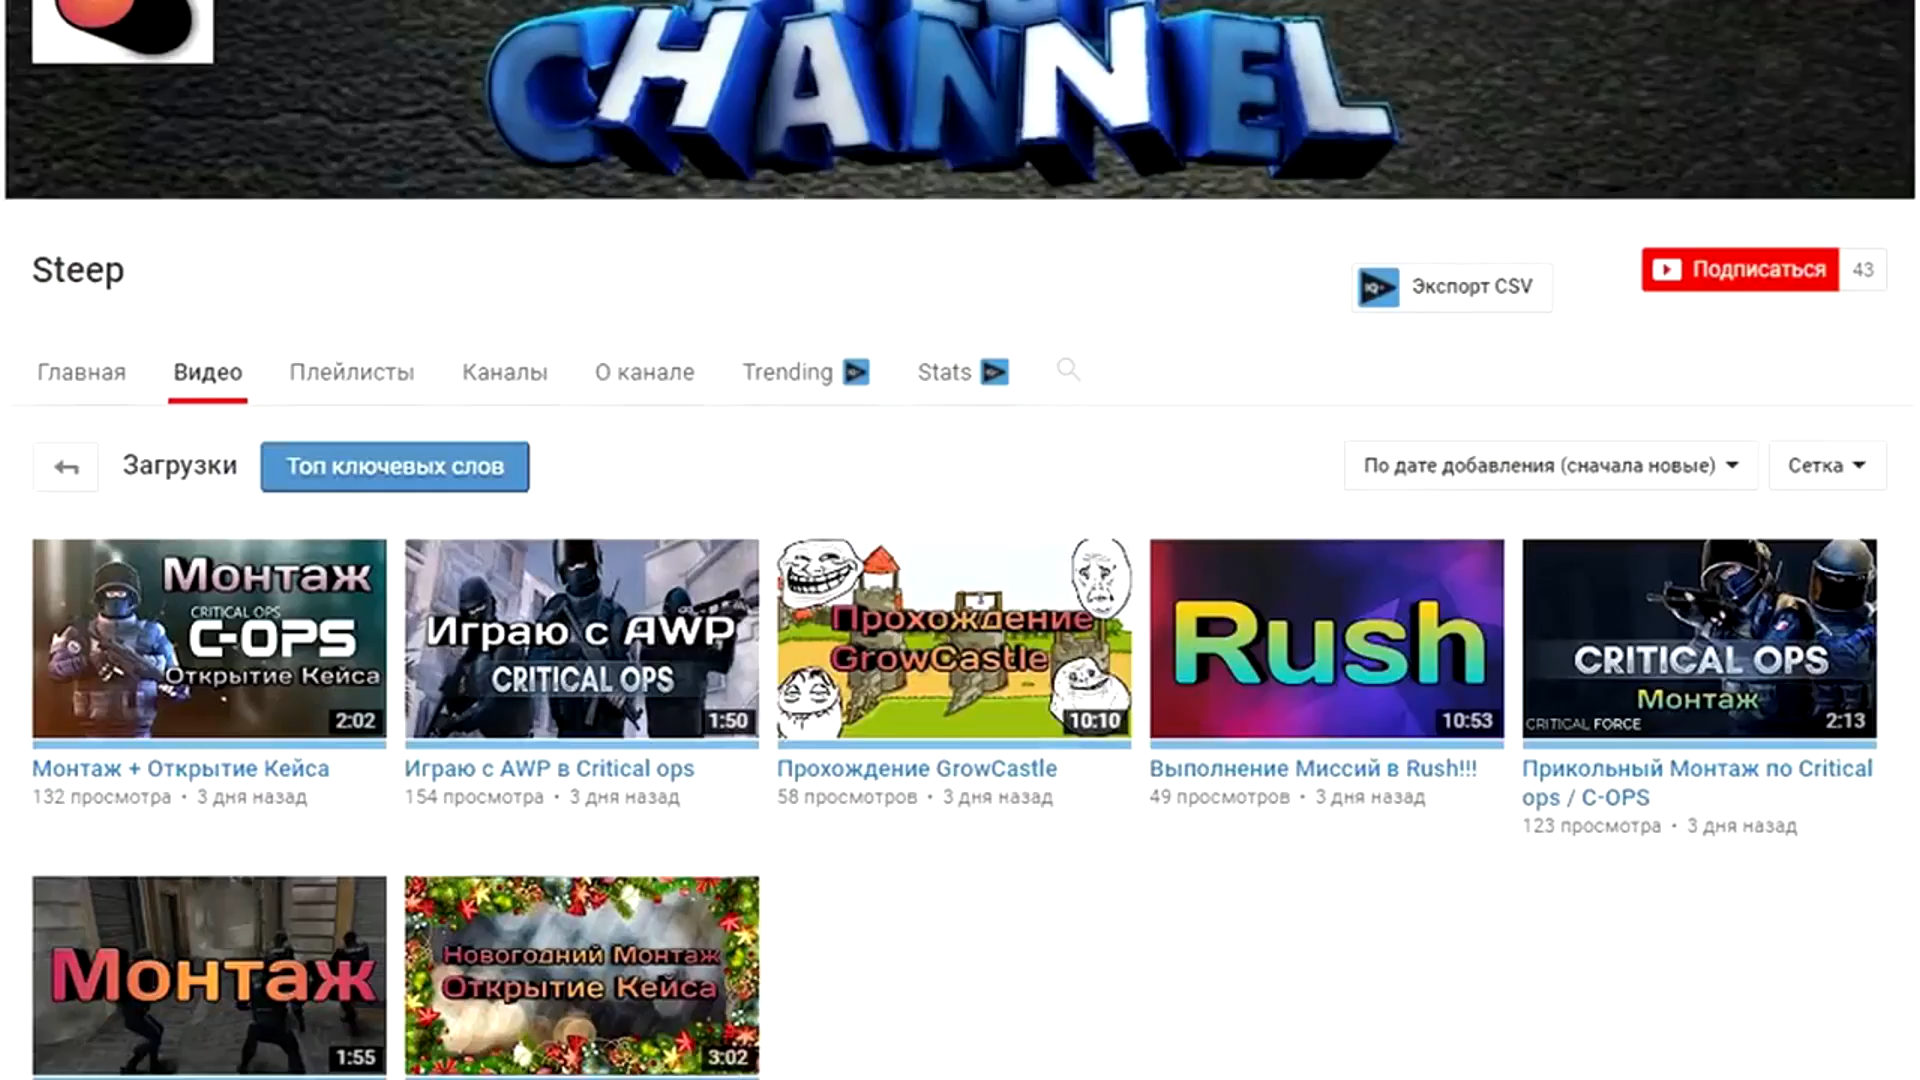 CHANNEL
Steep
Экспорт CSV
Подписаться 43
Главная Видео Плейлисты Каналы О канале Trending Stats
Загрузки Топ ключевых слов По дате добавления (сначала новые) Сетка
Монтаж
CRITICAL OPS
C-OPS
Открытие Кейса
2:02
Играю с AWP
CRITICAL OPS
1:50
Прохождение
GrowCastle
10:10
Rush
10:53
CRITICAL OPS
Монтаж
CRITICAL FORCE
2:13
Монтаж + Открытие Кейса
132 просмотра • 3 дня назад
Играю с AWP в Critical ops
154 просмотра • 3 дня назад
Прохождение GrowCastle
58 просмотров • 3 дня назад
Выполнение Миссий в Rush!!!
49 просмотров • 3 дня назад
Прикольный Монтаж по Critical
ops / C-OPS
123 просмотра • 3 дня назад
Монтаж
1:55
Новогодний Монтаж
Открытие Кейса
3:02